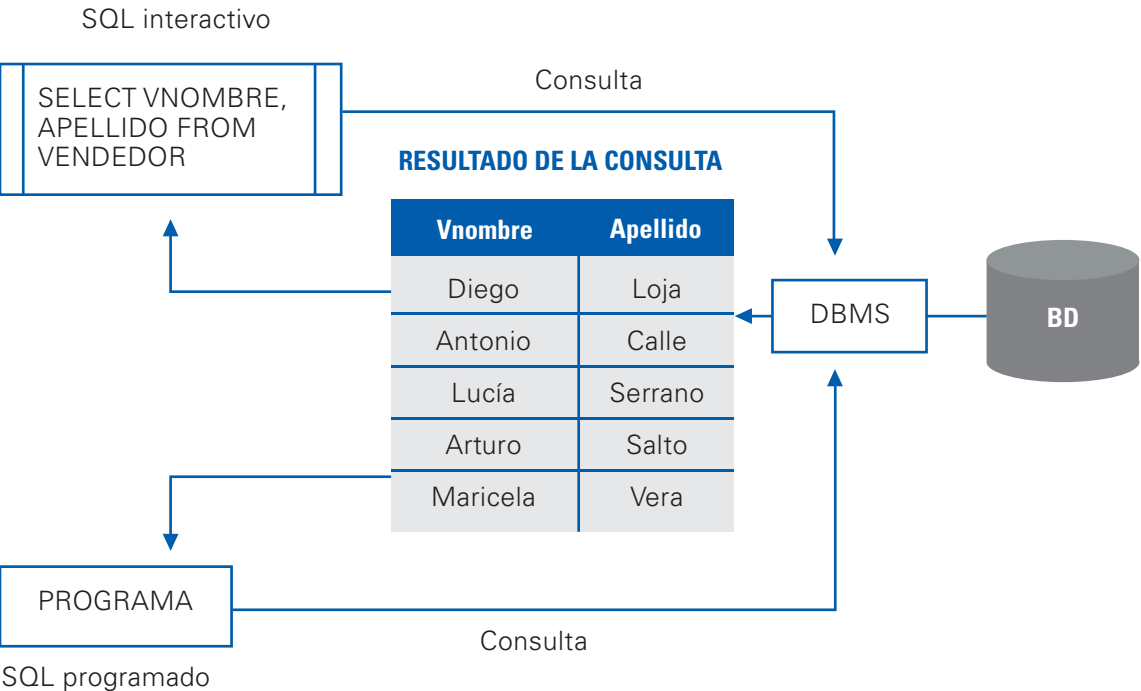 SQL interactivo
SELECT VNOMBRE,
APELLIDO FROM
VENDEDOR
Consulta
RESULTADO DE LA CONSULTA
Vnombre Apellido
Diego Loja
Antonio Calle
Lucía Serrano
Arturo Salto
Maricela Vera
DBMS
BD
PROGRAMA
Consulta
SQL programado